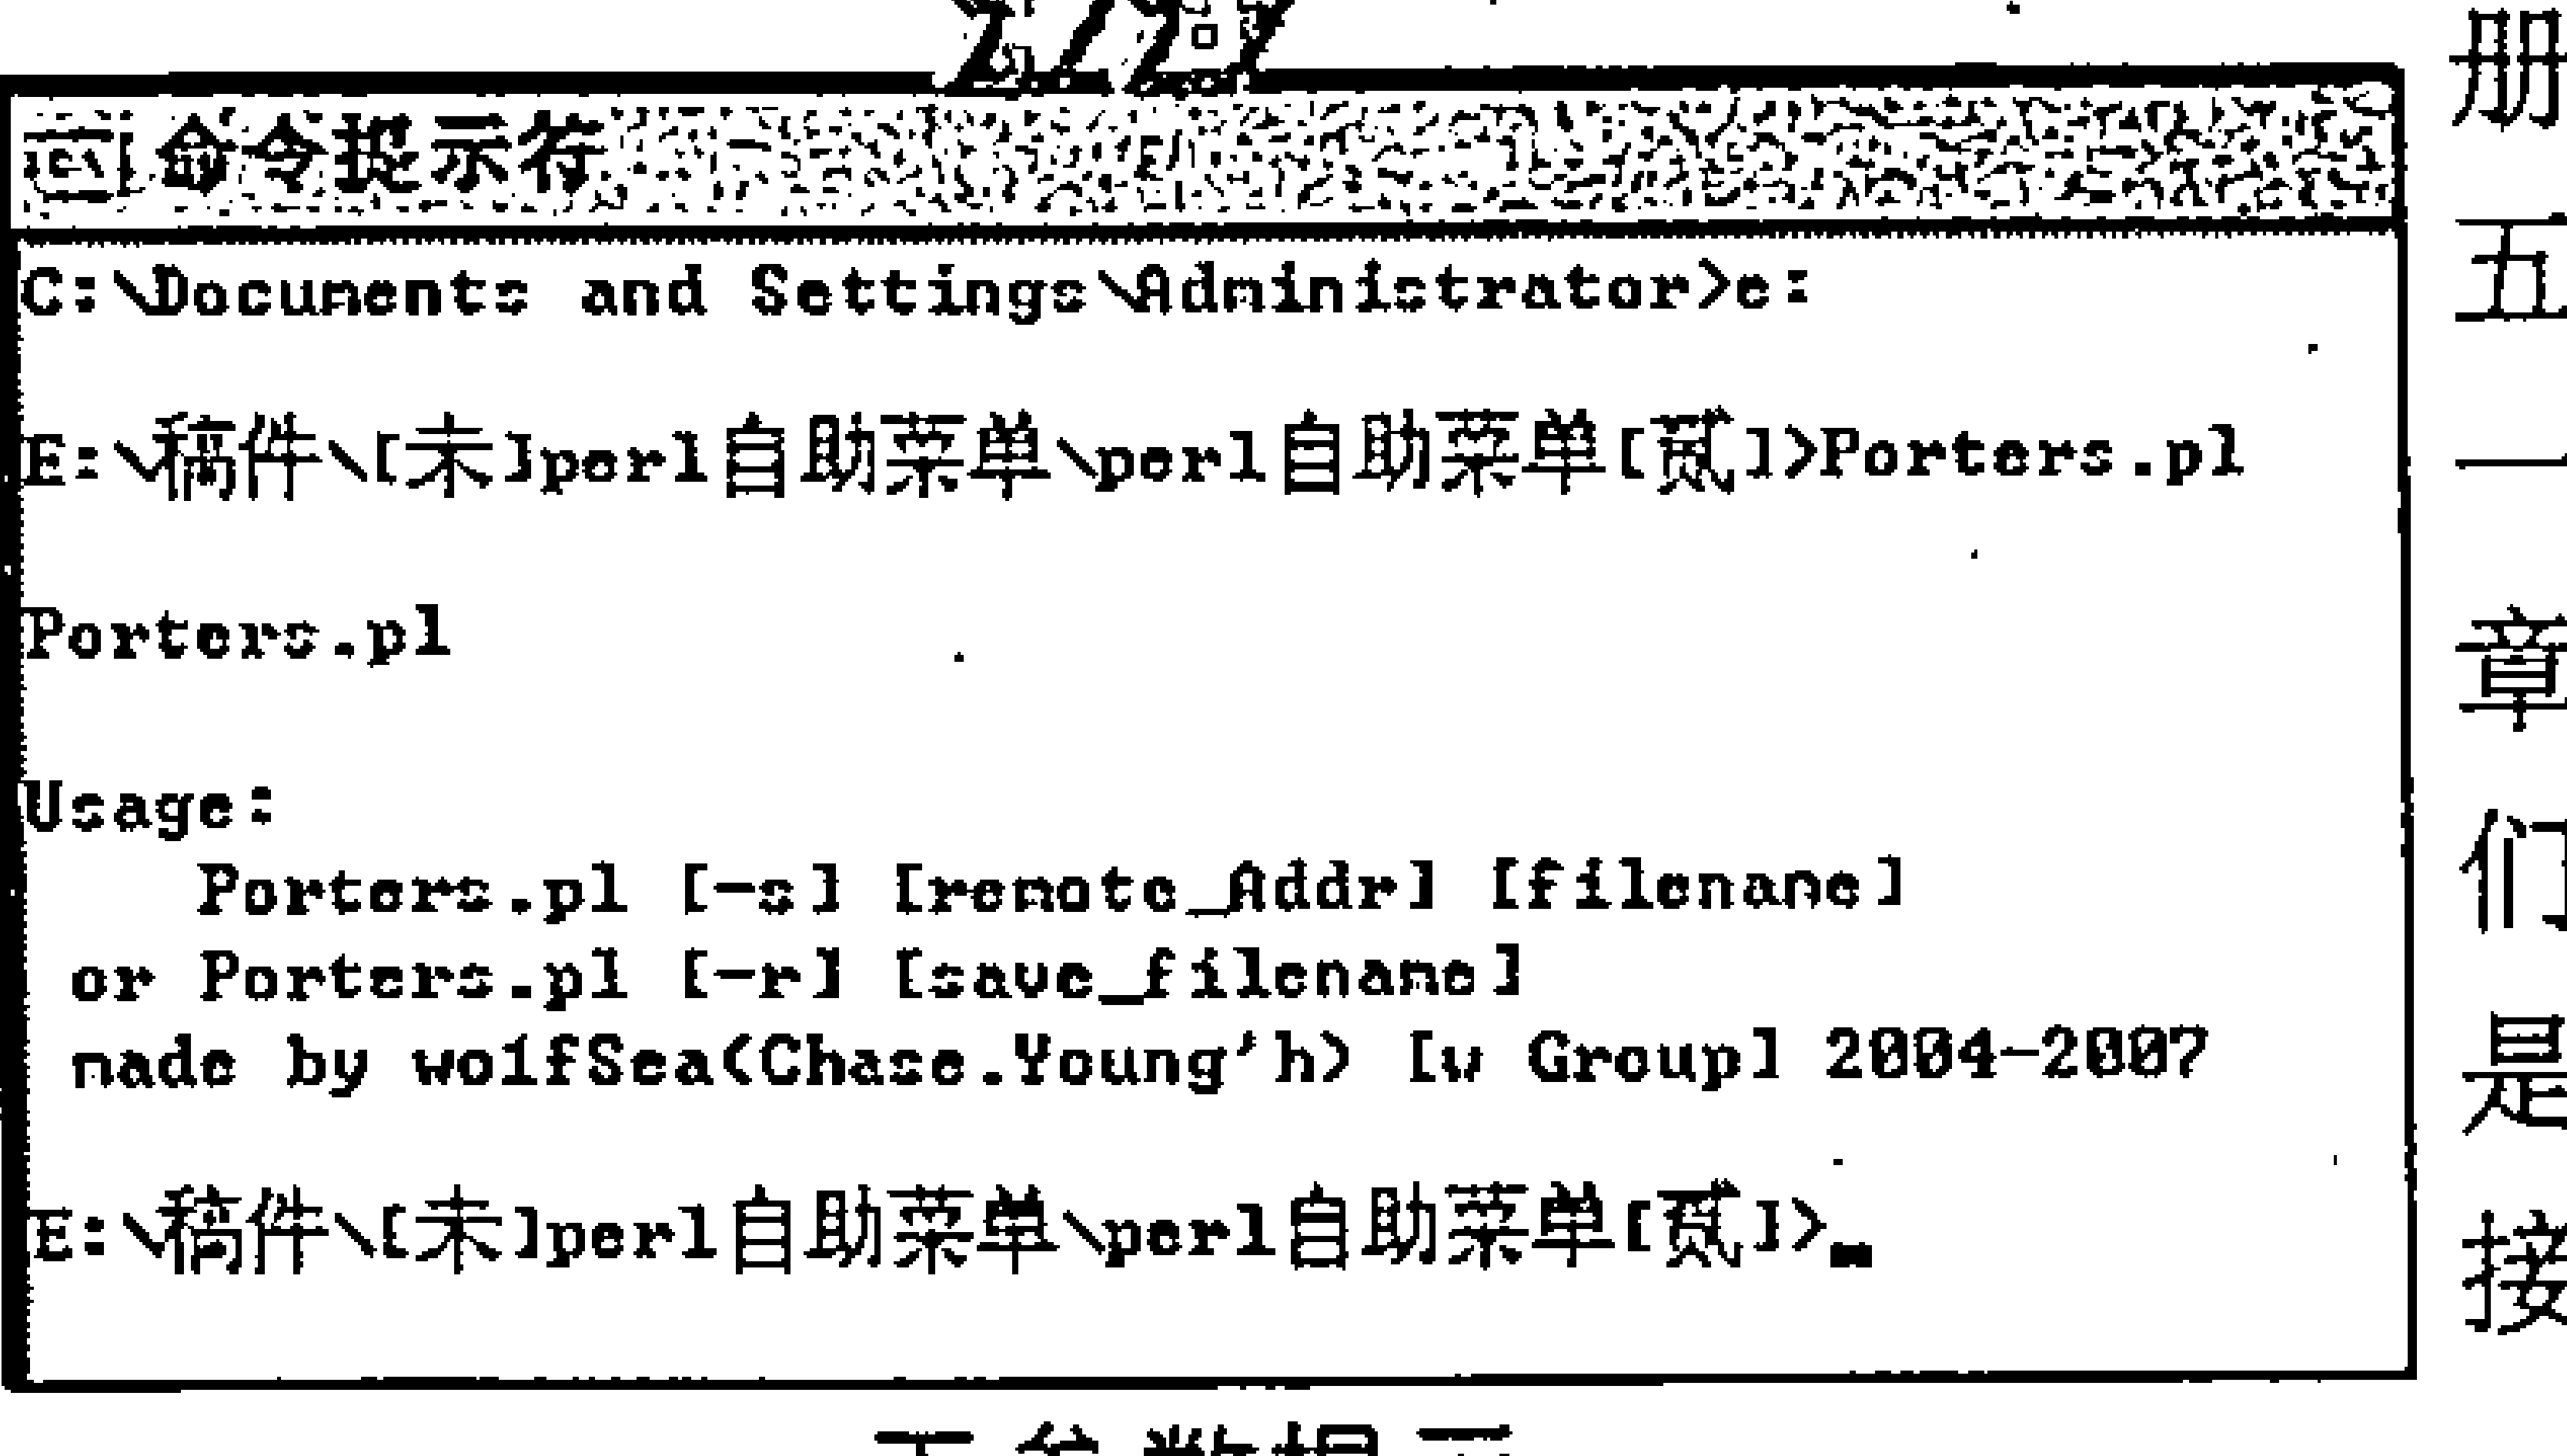 命令提示符
C:\Documents and Settings\Administrator>e:
E:\稿件\[未]perl自助菜单\perl自助菜单[贰]>Porters.pl
Porters.pl
Usage:
Porters.pl [-s] [remote_Addr] [filename]
or Porters.pl [-r] [save_filename]
made by wo1fSea(Chase.Young'h) [w Group] 2004-2007
E:\稿件\[未]perl自助菜单\perl自助菜单[贰]>_
册
五
一
章
们
是
接